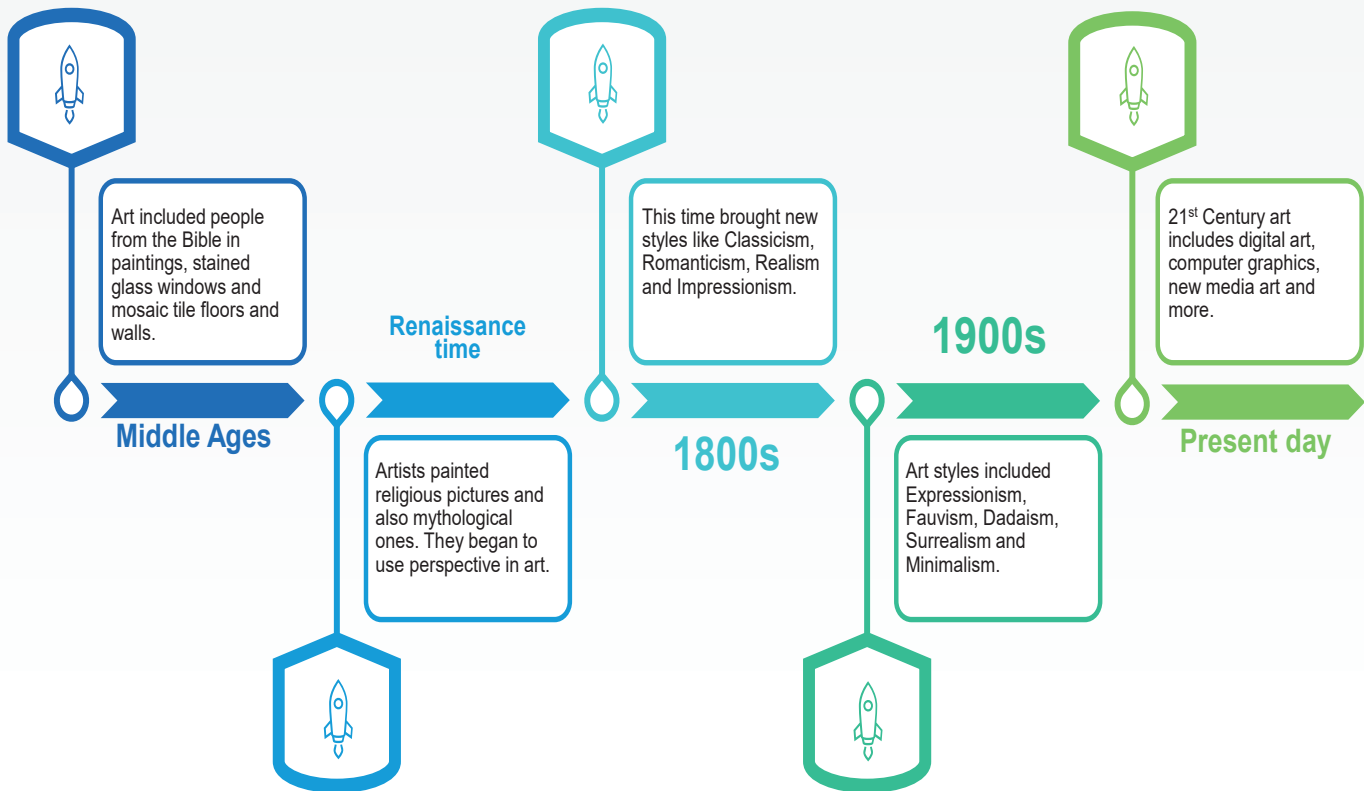 Art included people
from the Bible in
paintings, stained
glass windows and
mosaic tile floors and
walls.
Middle Ages
Renaissance
time
Artists painted
religious pictures and
also mythological
ones. They began to
use perspective in art.
This time brought new
styles like Classicism,
Romanticism, Realism
and Impressionism.
1800s
1900s
Art styles included
Expressionism,
Fauvism, Dadaism,
Surrealism and
Minimalism.
21st Century art
includes digital art,
computer graphics,
new media art and
more.
Present day